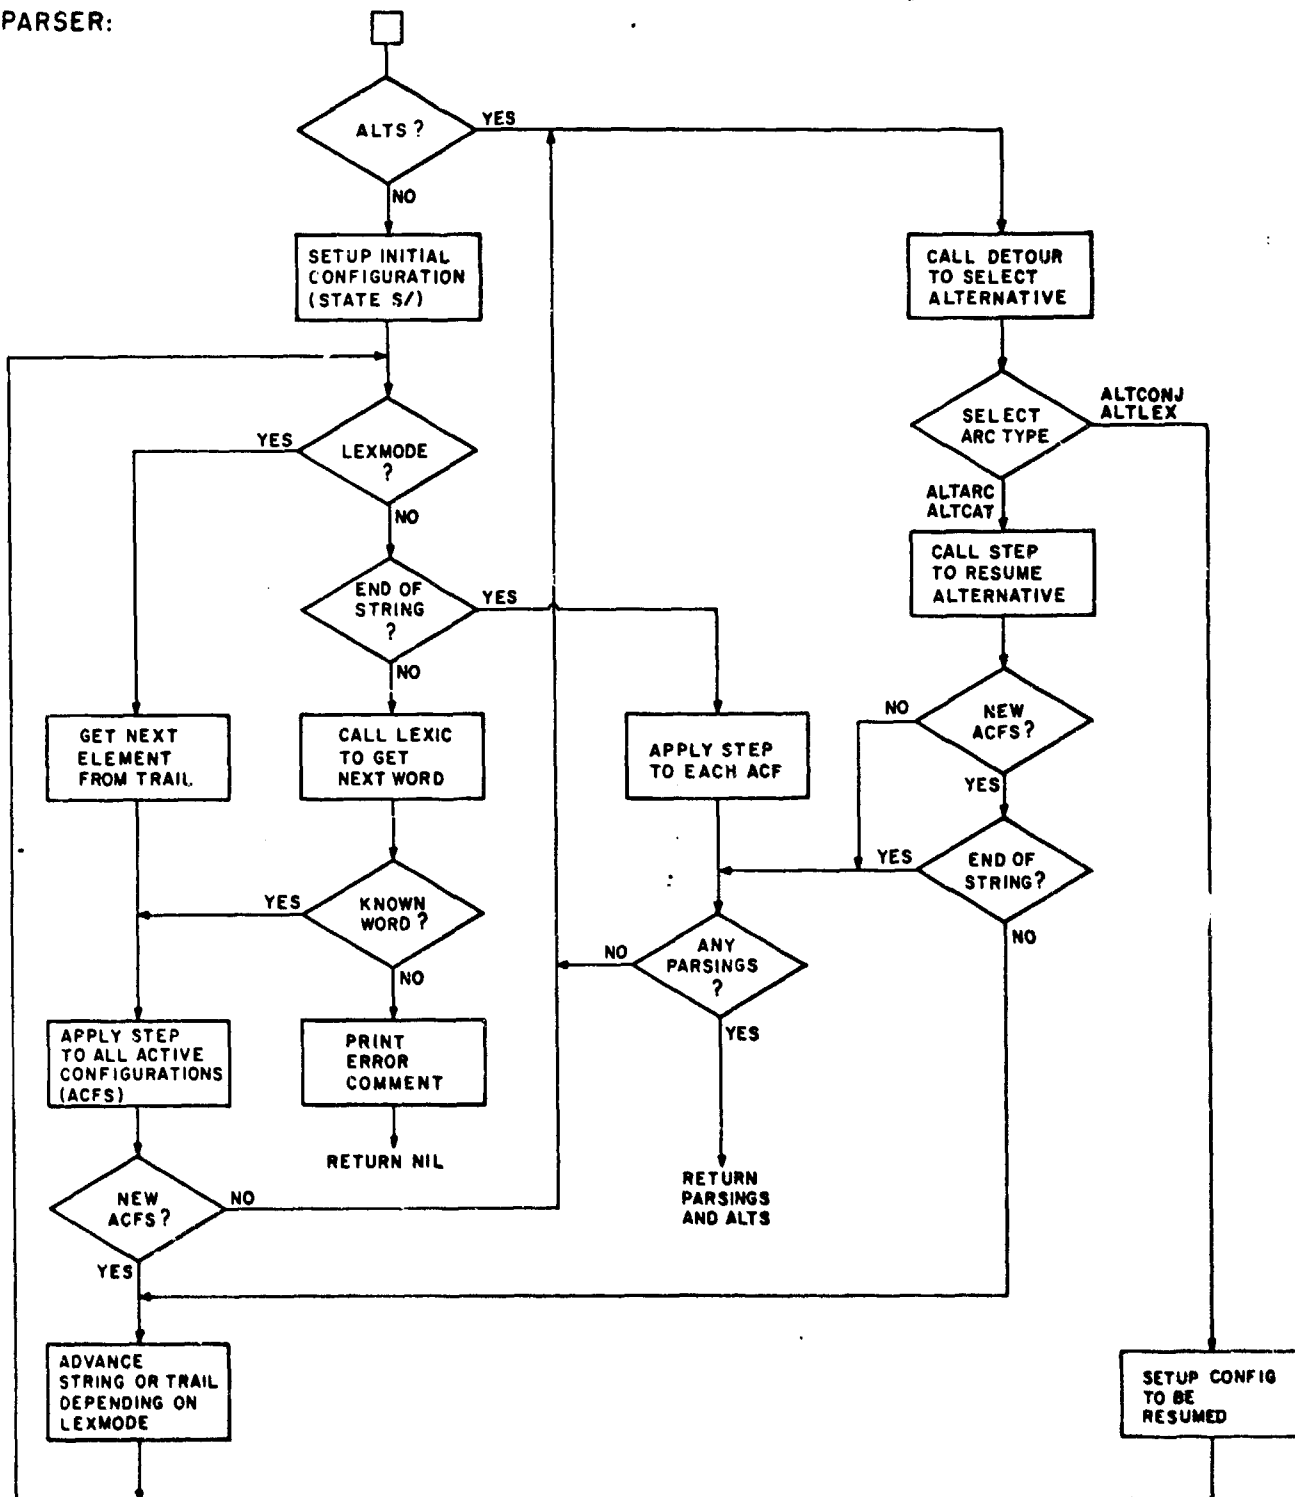 PARSER:
ALTS?
YES
NO
SETUP INITIAL
CONFIGURATION
(STATE S/)
CALL DETOUR
TO SELECT
ALTERNATIVE
LEXMODE
?
YES
NO
SELECT
ARC TYPE
ALTCONJ
ALTLEX
ALTARC
ALTCAT
END OF
STRING
?
YES
NO
CALL STEP
TO RESUME
ALTERNATIVE
GET NEXT
ELEMENT
FROM TRAIL
CALL LEXIC
TO GET
NEXT WORD
APPLY STEP
TO EACH ACF
NEW
ACFS?
NO
YES
END OF
STRING?
YES
NO
KNOWN
WORD?
YES
NO
ANY
PARSINGS
?
NO
YES
APPLY STEP
TO ALL ACTIVE
CONFIGURATIONS
(ACFS)
PRINT
ERROR
COMMENT
RETURN NIL
RETURN
PARSINGS
AND ALTS
NEW
ACFS?
NO
YES
ADVANCE
STRING OR TRAIL
DEPENDING ON
LEXMODE
SETUP CONFIG
TO BE
RESUMED